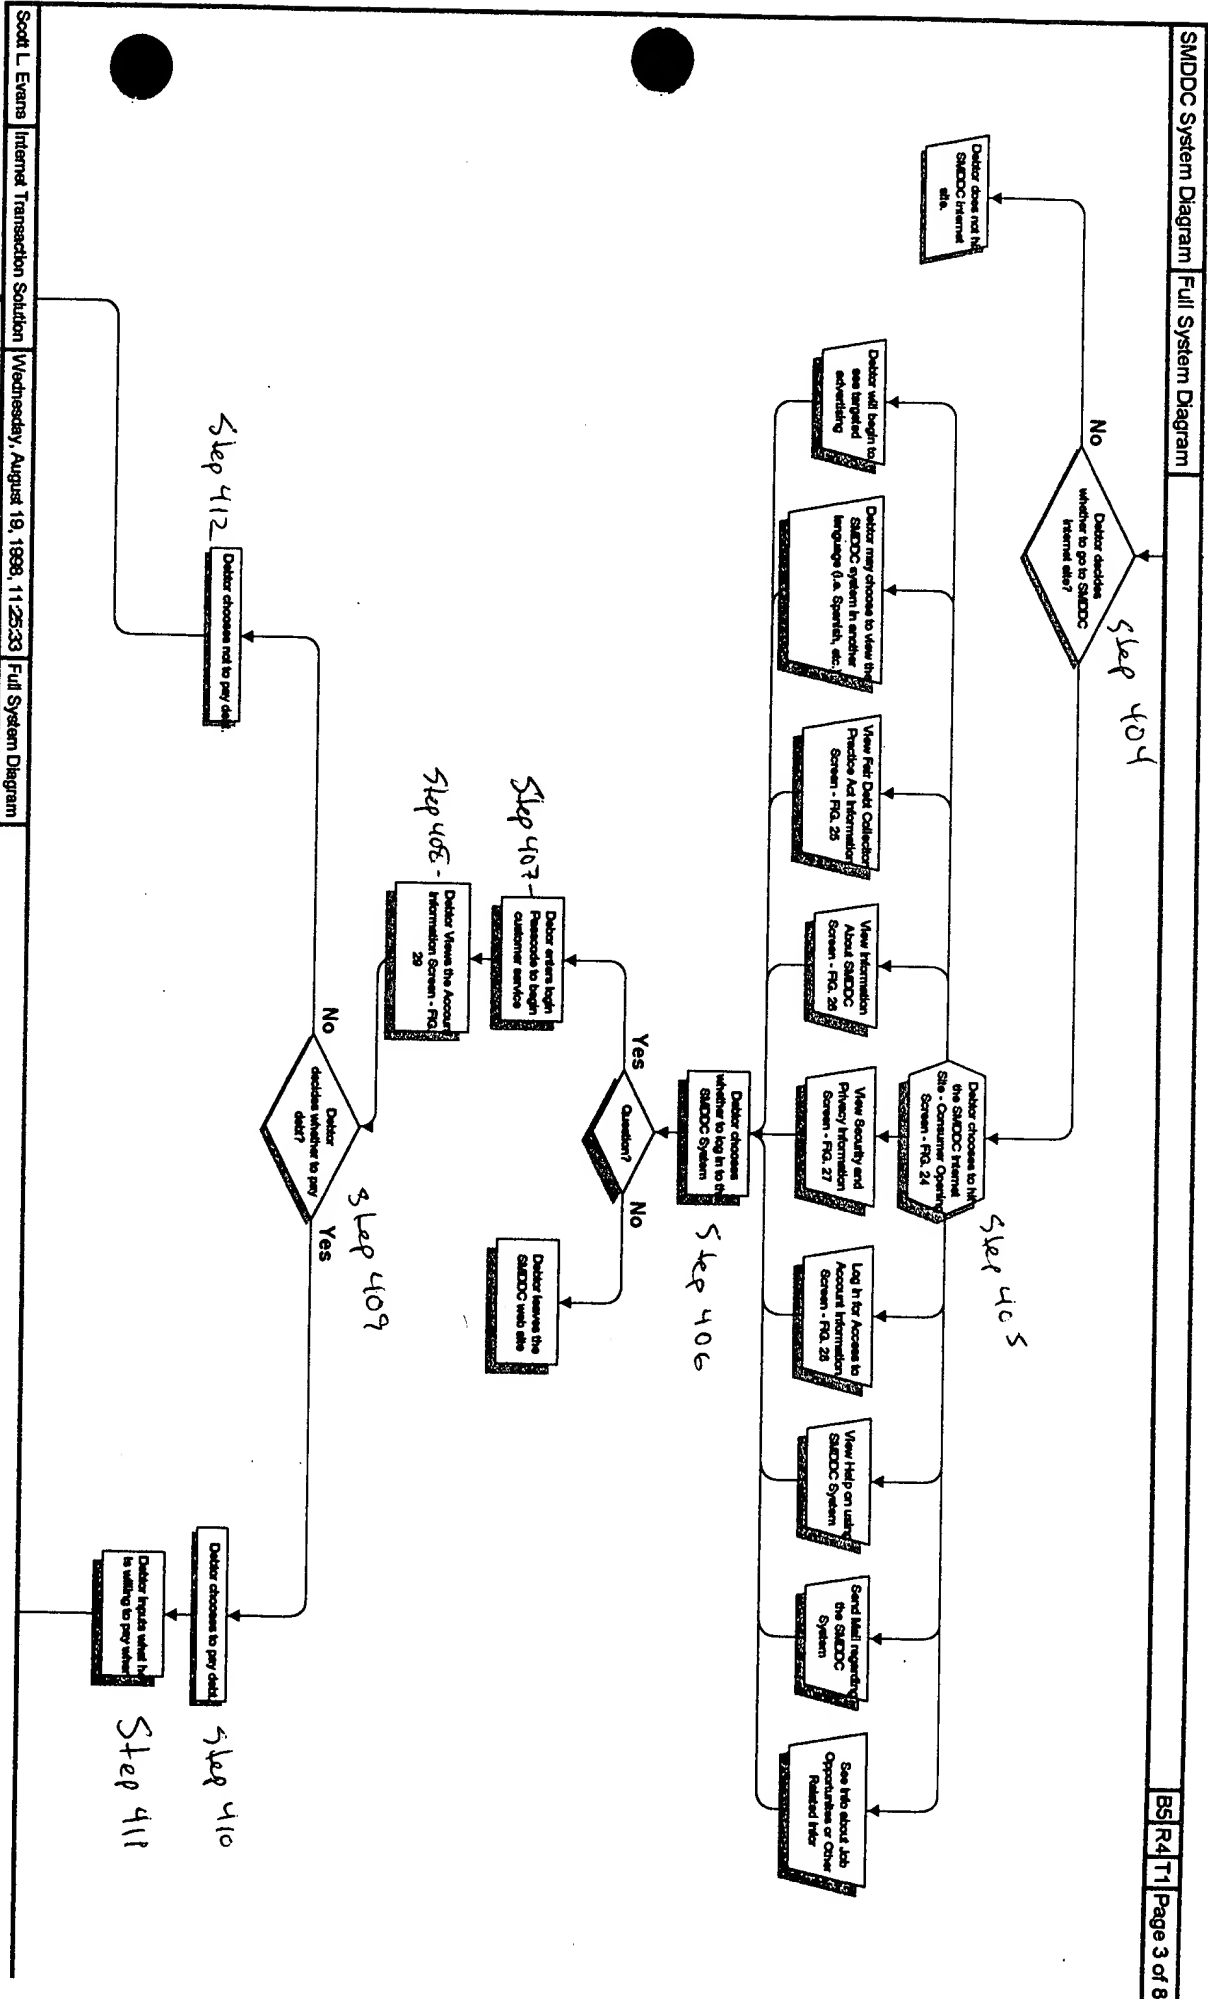 SMDDC System Diagram Full System Diagram B5 R4 T1 Page 3 of 8
Debtor decides
whether to go to SMDDC
internet site?
Step 404
No
Debtor does not hit
SMDDC internet
site.
Debtor chooses to hit
the SMDDC Internet
Site - Consumer Opening
Screen - FIG. 24
Step 405
Debtor will begin to
see targeted
advertising
Debtor may choose to view the
SMDDC system in another
language (i.e. Spanish, etc.)
View Fair Debt Collection
Practice Act Information
Screen - FIG. 25
View Information
About SMDDC
Screen - FIG. 26
View Security and
Privacy Information
Screen - FIG. 27
Log in for Access to
Account Information
Screen - FIG. 28
View Help on using
SMDDC System
Send Mail regarding
the SMDDC
System
See Info about Job
Opportunities or Other
Related Infor
Debtor chooses
whether to log in to the
SMDDC System
Step 406
Yes
Question?
No
Step 407-
Debtor enters login
Passcode to begin
customer service
Debtor leaves the
SMDDC web site
Step 408-
Debtor Views the Account
Information Screen - FIG.
29
No
Debtor
decides whether to pay
debt?
Yes
Step 409
Step 412
Debtor chooses not to pay debt.
Debtor chooses to pay debt
Step 410
Debtor inputs what he
is willing to pay when
Step 411
Scott L. Evans Internet Transaction Solution Wednesday, August 19, 1998, 11:25:33 Full System Diagram